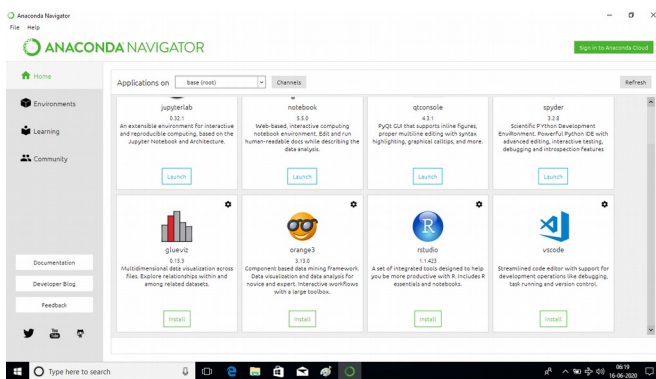 Anaconda Navigator
File Help
ANACONDA NAVIGATOR
Sign in to Anaconda Cloud
Home
Environments
Learning
Community
Documentation
Developer Blog
Feedback
Applications on base (root) Channels
Refresh
jupyterlab
0.32.1
An extensible environment for interactive
and reproducible computing, based on the
Jupyter Notebook and Architecture.
Launch
notebook
5.5.0
Web-based, interactive computing
notebook environment. Edit and run
human-readable docs while describing the
data analysis.
Launch
qtconsole
4.3.1
PyQt GUI that supports inline figures,
proper multiline editing with syntax
highlighting, graphical calltips, and more.
Launch
spyder
3.2.8
Scientific PYthon Development
EnviRonment. Powerful Python IDE with
advanced editing, interactive testing,
debugging and introspection features
Launch
glueviz
0.13.3
Multidimensional data visualization across
files. Explore relationships within and
among related datasets.
Install
orange3
3.13.0
Component based data mining framework.
Data visualization and data analysis for
novice and expert. Interactive workflows
with a large toolbox.
Install
R
rstudio
1.1.423
A set of integrated tools designed to help
you be more productive with R. Includes R
essentials and notebooks.
Install
vscode
Streamlined code editor with support for
development operations like debugging,
task running and version control.
Install
You
Tube
Type here to search
06:19
16-06-2020